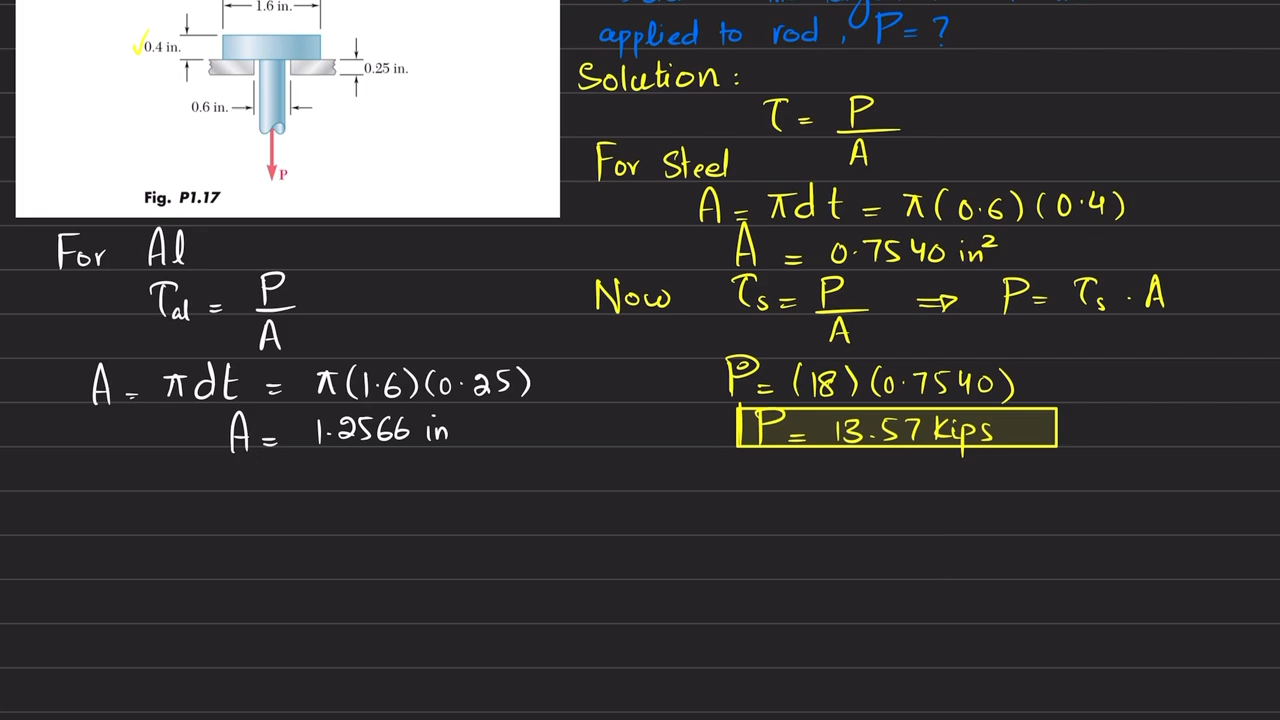 1.6 in.
✓0.4 in.
0.25 in.
0.6 in.
P
Fig. P1.17
applied to rod, P = ?
Solution :
τ = P/A
For Steel
A = πdt = π(0.6)(0.4)
A = 0.7540 in²
Now τs = P/A ⇒ P = τs · A
P = (18)(0.7540)
P = 13.57 Kips
For Al
τal = P/A
A = πdt = π(1.6)(0.25)
A = 1.2566 in